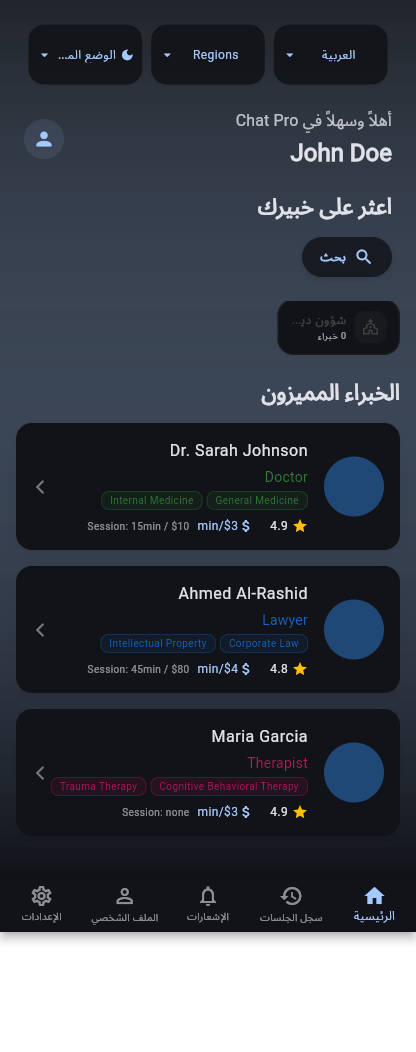 العربية
Regions
الوضع الم...
أهلاً وسهلاً في Chat Pro
John Doe
اعثر على خبيرك
بحث
شؤون دي...
0 خبراء
الخبراء المميزون
Dr. Sarah Johnson
Doctor
General Medicine
Internal Medicine
4.9 $ min/$3 Session: 15min / $10
Ahmed Al-Rashid
Lawyer
Corporate Law
Intellectual Property
4.8 $ min/$4 Session: 45min / $80
Maria Garcia
Therapist
Cognitive Behavioral Therapy
Trauma Therapy
4.9 $ min/$3 Session: none
الرئيسية
سجل الجلسات
الإشعارات
الملف الشخصي
الإعدادات